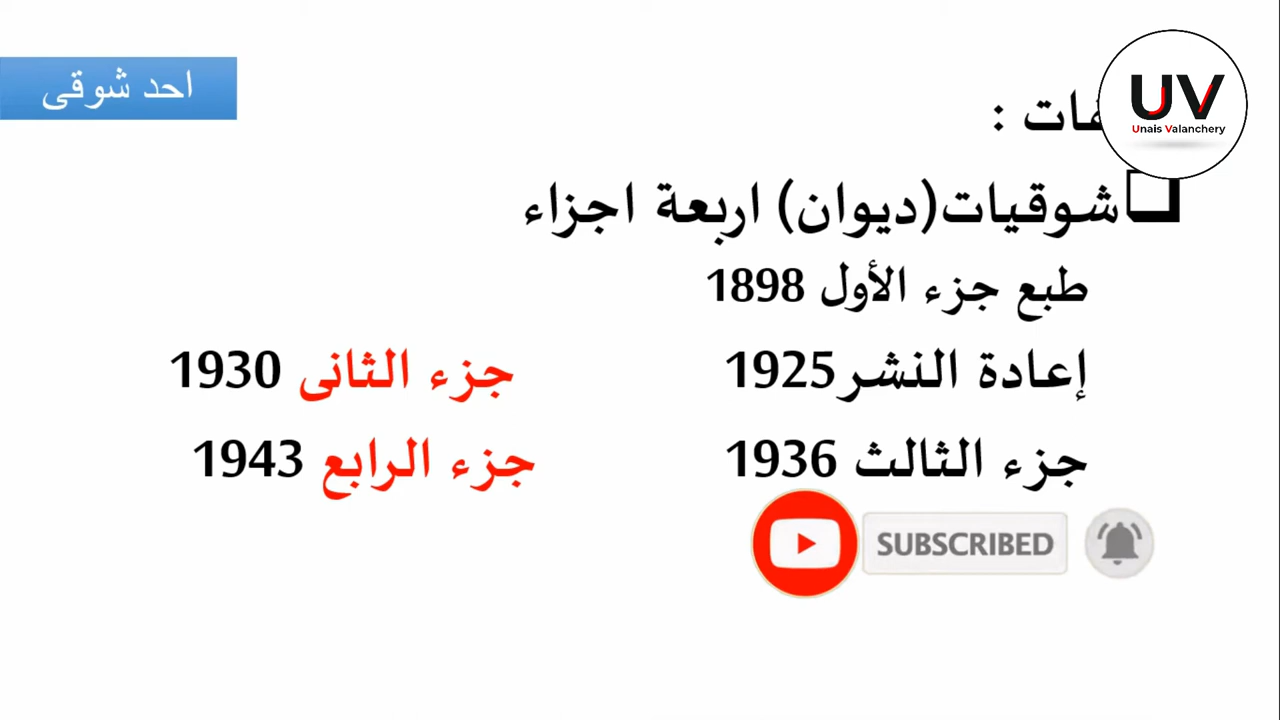 احد شوقى
UV
Unais Valanchery
شوقيات(ديوان) اربعة اجزاء
طبع جزء الأول 1898
إعادة النشر1925
جزء الثانى 1930
جزء الثالث 1936
جزء الرابع 1943
SUBSCRIBED